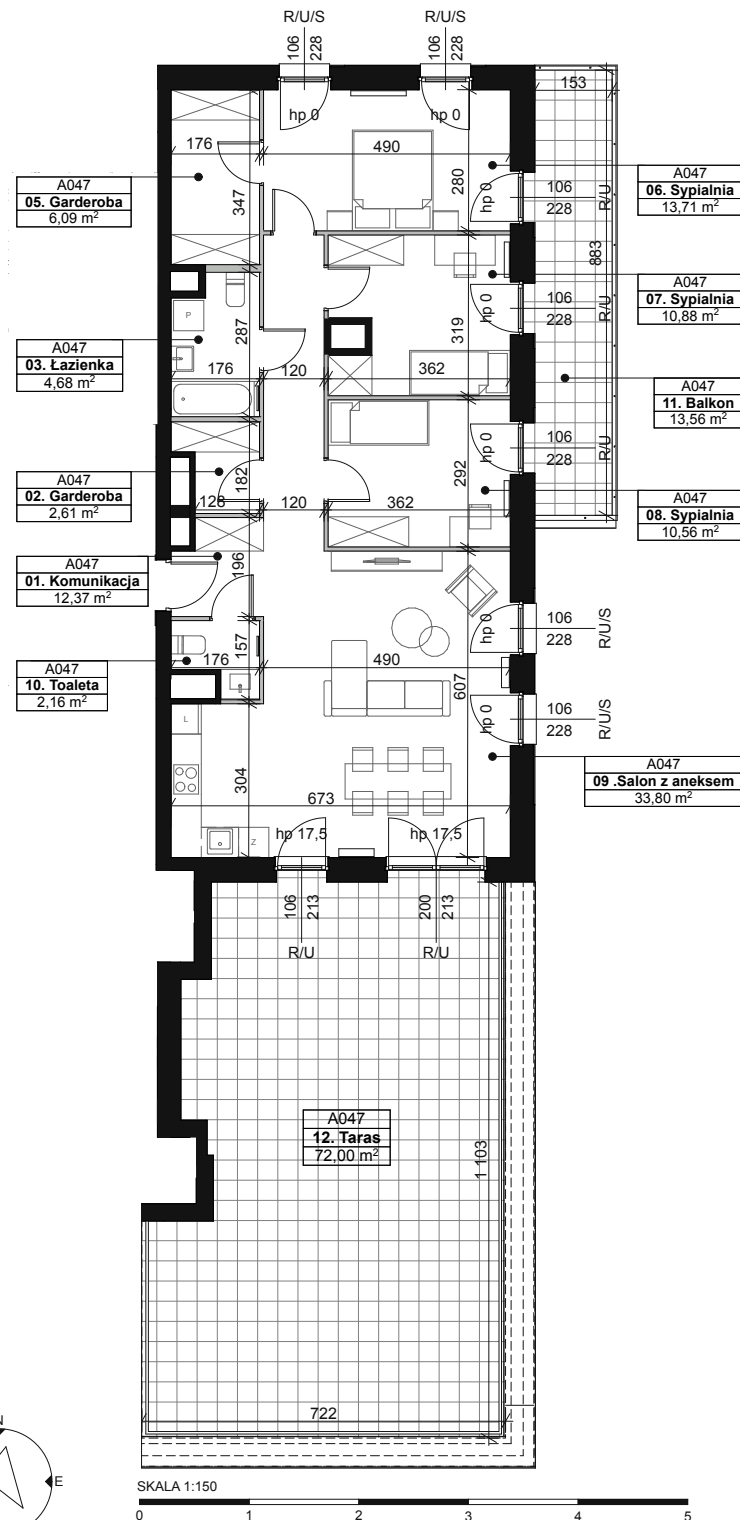 R/U/S
R/U/S
106
228
106
228
153
hp 0
hp 0
176
490
A047
05. Garderoba
6,09 m²
347
280
hp 0
106
228
R/U
A047
06. Sypialnia
13,71 m²
883
A047
07. Sypialnia
10,88 m²
287
P
319
hp 0
106
228
R/U
A047
03. Łazienka
4,68 m²
176
120
362
A047
11. Balkon
13,56 m²
A047
02. Garderoba
2,61 m²
182
292
hp 0
106
228
R/U
126
120
362
A047
08. Sypialnia
10,56 m²
A047
01. Komunikacja
12,37 m²
196
hp 0
106
228
R/U/S
157
176
490
A047
10. Toaleta
2,16 m²
607
hp 0
106
228
R/U/S
L
304
A047
09 .Salon z aneksem
33,80 m²
673
hp 17,5
hp 17,5
Z
106
213
200
213
R/U
R/U
A047
12. Taras
72,00 m²
1 103
722
N
E
SKALA 1:150
0 1 2 3 4 5